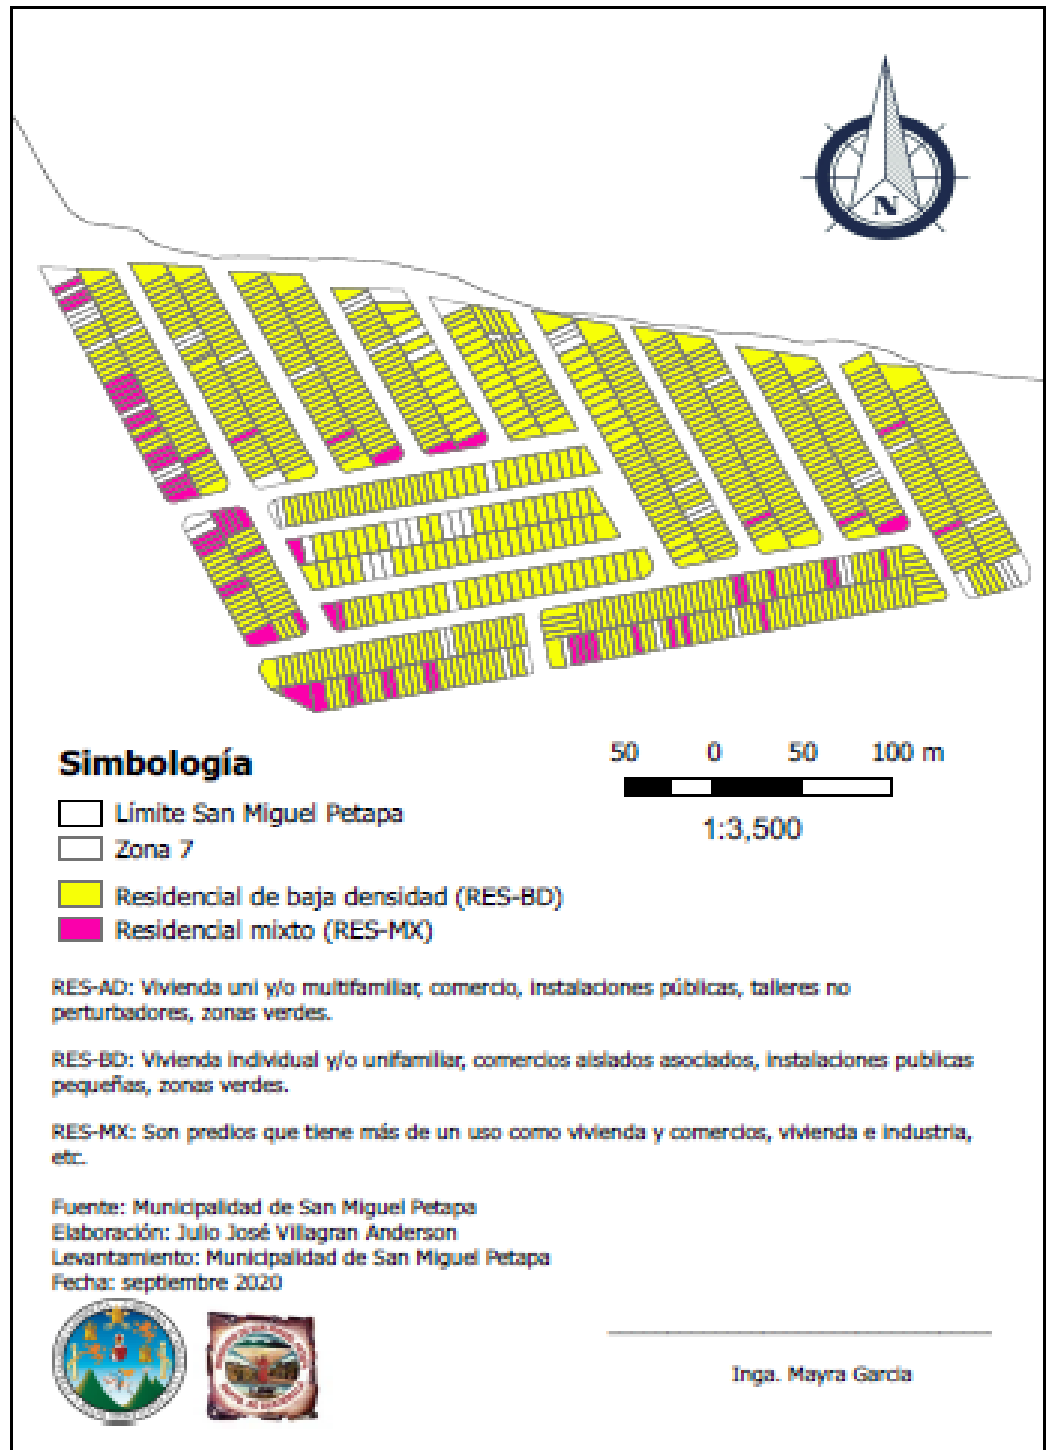 N
Simbología
50 0 50 100 m
1:3,500
Límite San Miguel Petapa
Zona 7
Residencial de baja densidad (RES-BD)
Residencial mixto (RES-MX)
RES-AD: Vivienda uni y/o multifamiliar, comercio, instalaciones públicas, talleres no
perturbadores, zonas verdes.
RES-BD: Vivienda individual y/o unifamiliar, comercios aislados asociados, instalaciones publicas
pequeñas, zonas verdes.
RES-MX: Son predios que tiene más de un uso como vivienda y comercios, vivienda e industria,
etc.
Fuente: Municipalidad de San Miguel Petapa
Elaboración: Julio José Villagran Anderson
Levantamiento: Municipalidad de San Miguel Petapa
Fecha: septiembre 2020
Inga. Mayra Garcia